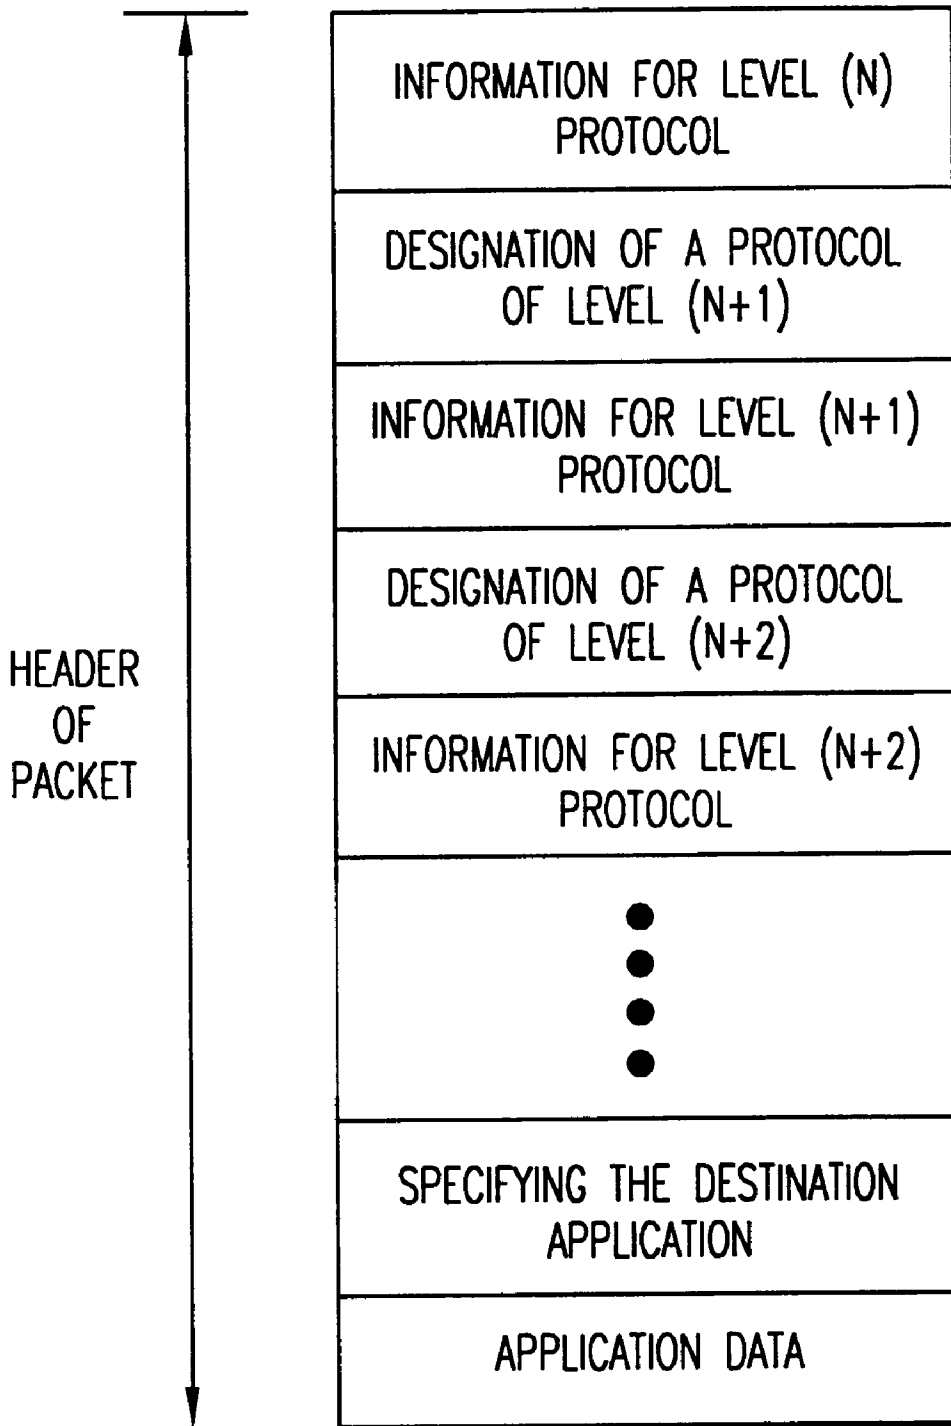 INFORMATION FOR LEVEL (N)
PROTOCOL
DESIGNATION OF A PROTOCOL
OF LEVEL (N+1)
INFORMATION FOR LEVEL (N+1)
PROTOCOL
DESIGNATION OF A PROTOCOL
OF LEVEL (N+2)
INFORMATION FOR LEVEL (N+2)
PROTOCOL
SPECIFYING THE DESTINATION
APPLICATION
APPLICATION DATA
HEADER
OF
PACKET